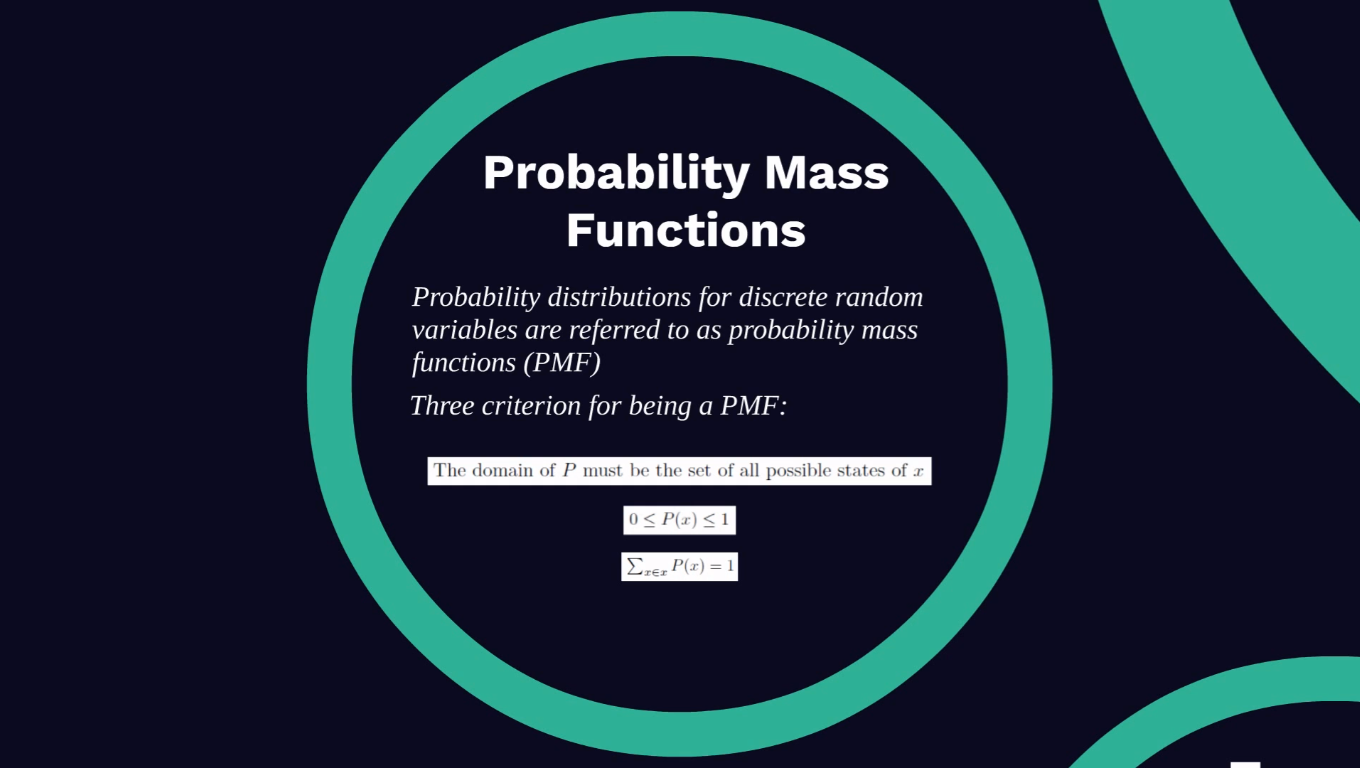 Probability Mass
Functions
Probability distributions for discrete random
variables are referred to as probability mass
functions (PMF)
Three criterion for being a PMF:
The domain of P must be the set of all possible states of x
0 ≤ P(x) ≤ 1
∑x∈x P(x) = 1